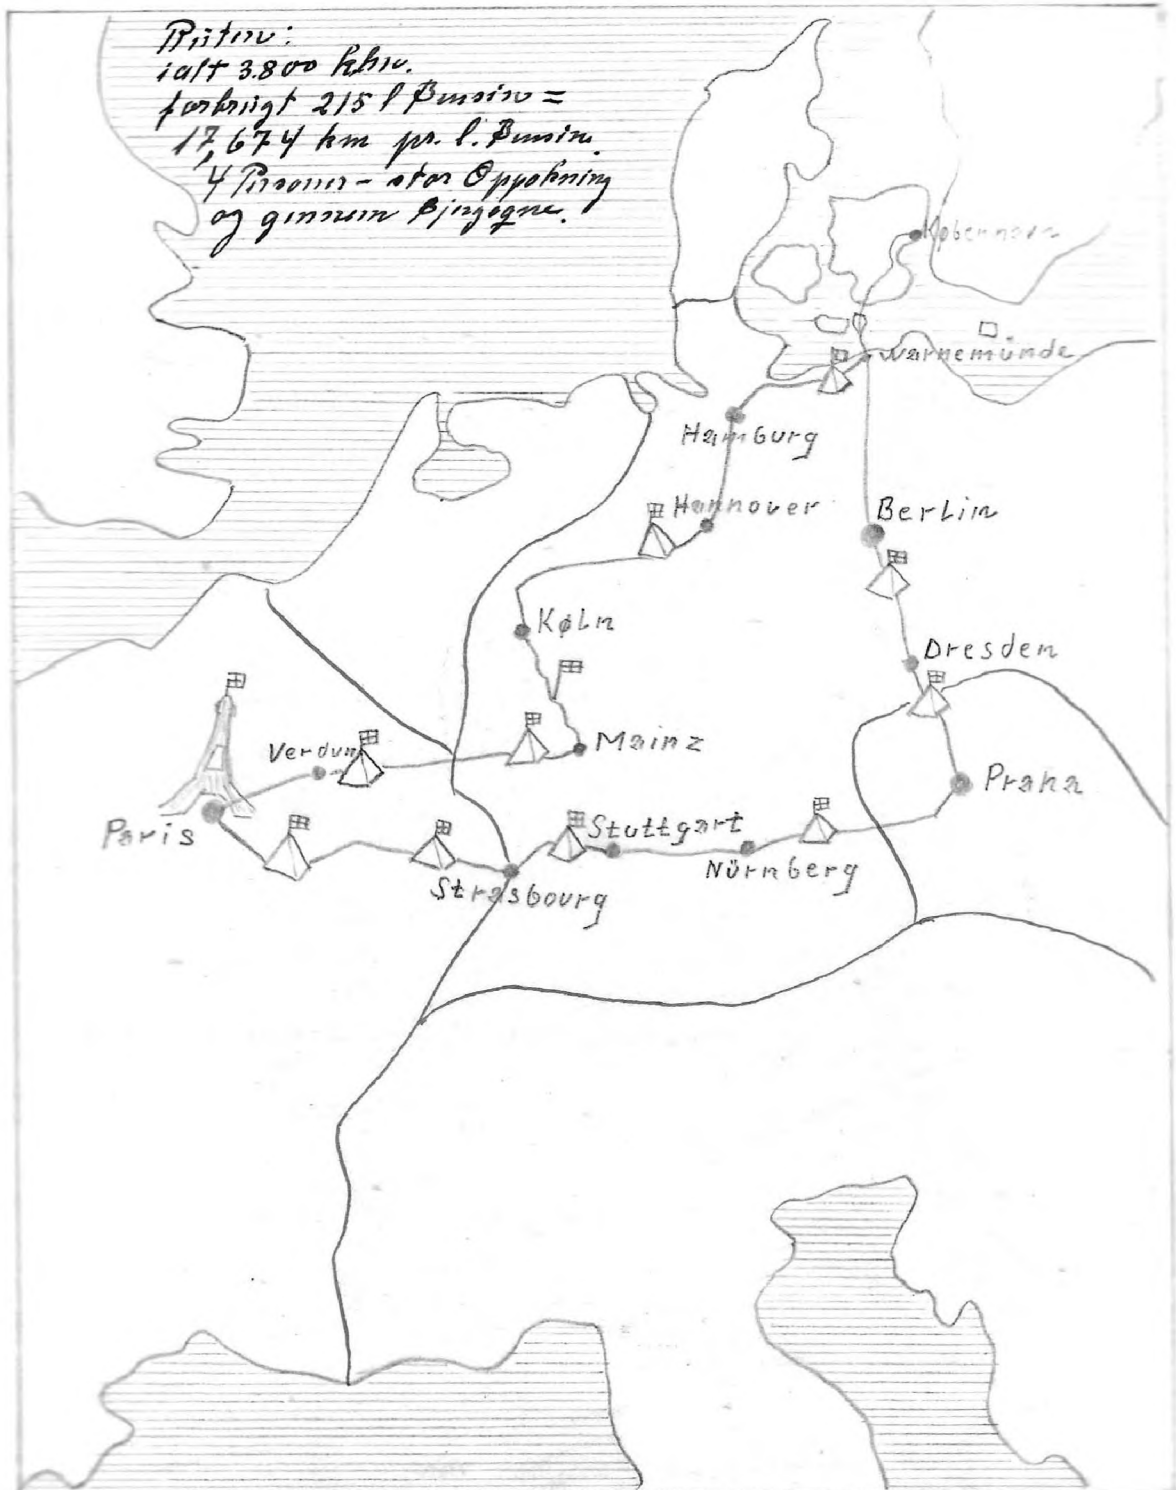 Ruten:
ialt 3.800 km.
forbrugt 215 l Benzin =
17,674 km pr. l. Benzin.
4 Personer - stor Oppakning
og gennem Bjergegne.
København
Warnemünde
Hamburg
Hannover
Berlin
Køln
Dresden
Verdun
Mainz
Praha
Paris
Stuttgart
Nürnberg
Strasbourg